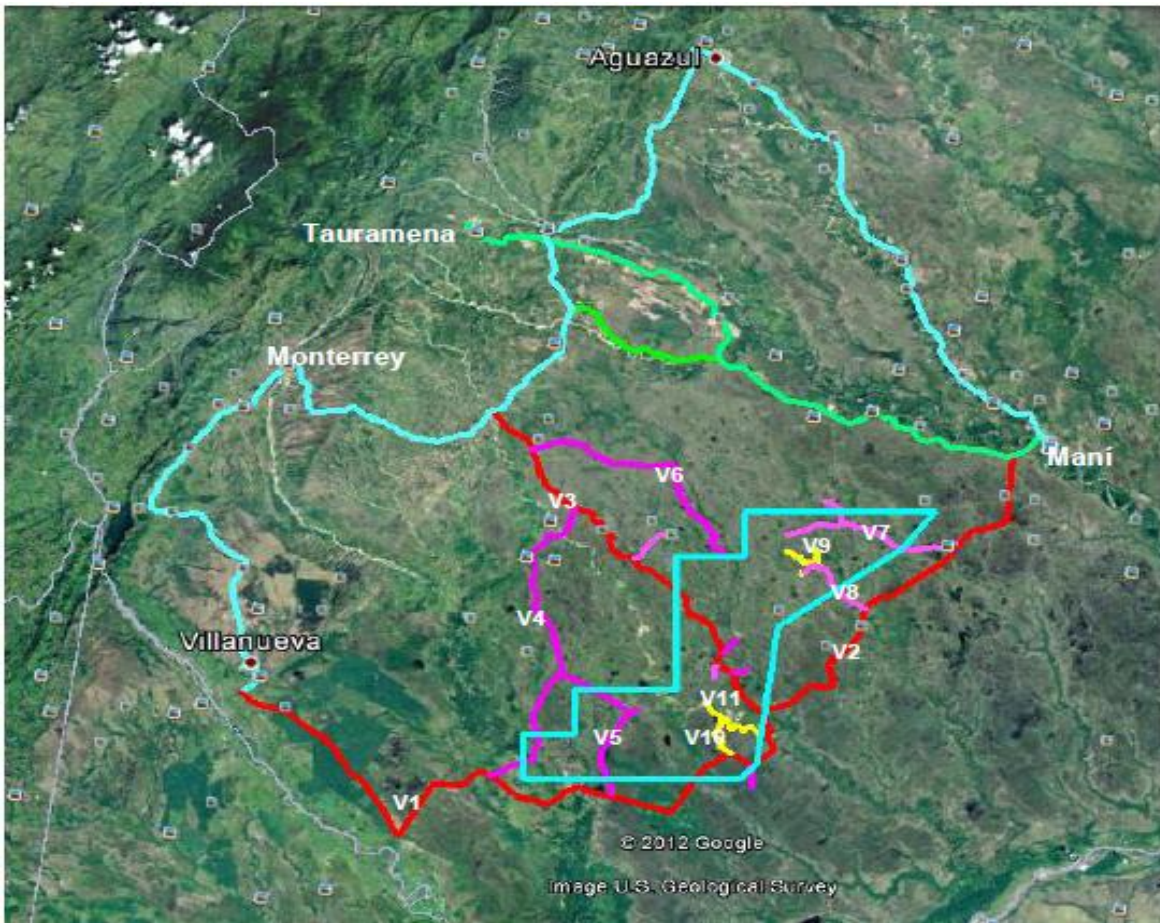 Aguazul
Tauramena
Monterrey
Maní
V6
V3
V7
V9
V8
V4
Villanueva
V2
V11
V5
V10
V1
© 2012 Google
Image U.S. Geological Survey